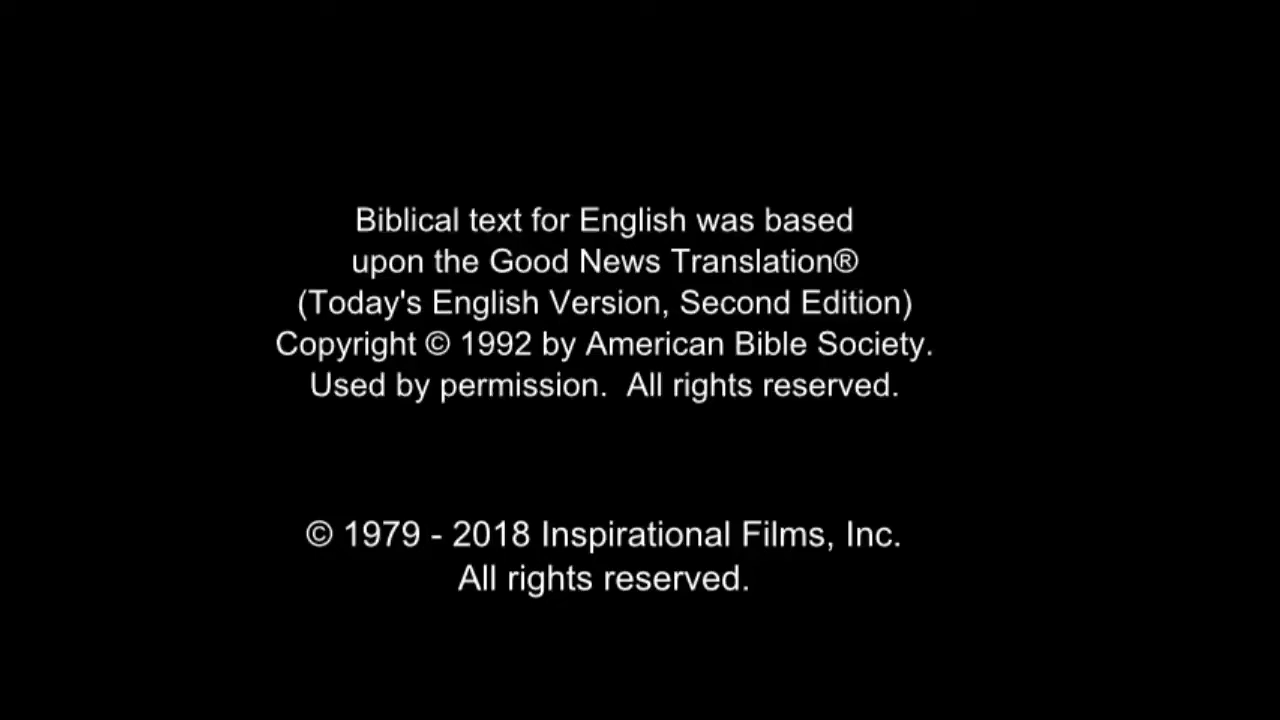 Biblical text for English was based
upon the Good News Translation®
(Today's English Version, Second Edition)
Copyright © 1992 by American Bible Society.
Used by permission.  All rights reserved.
© 1979 - 2018 Inspirational Films, Inc.
All rights reserved.